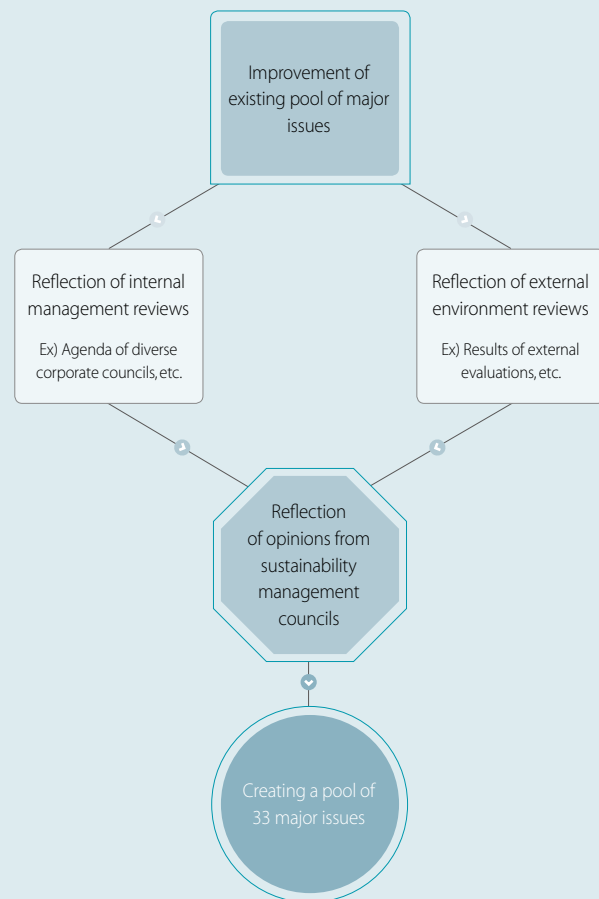 Improvement of
existing pool of major
issues
Reflection of internal
management reviews
Ex) Agenda of diverse
corporate councils, etc.
Reflection of external
environment reviews
Ex) Results of external
evaluations, etc.
Reflection
of opinions from
sustainability
management
councils
Creating a pool of
33 major issues